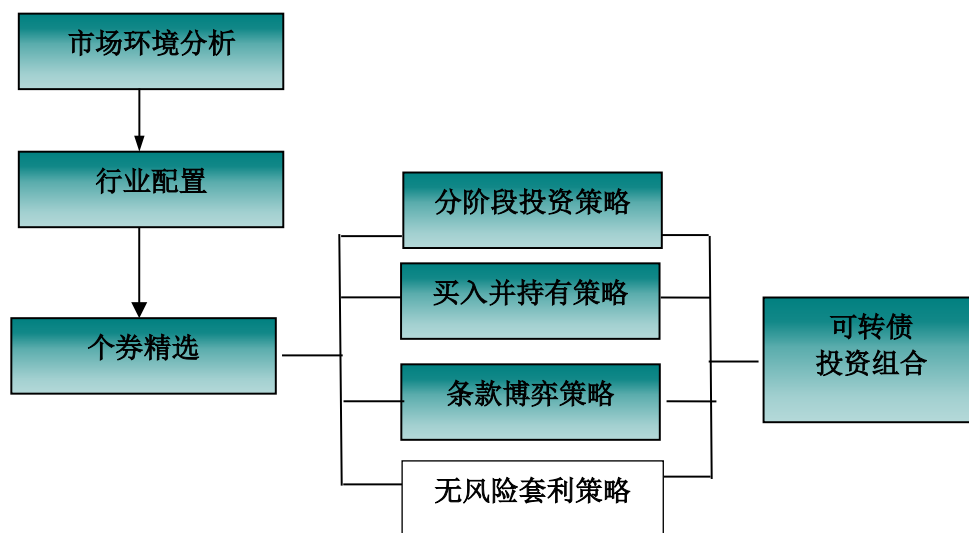 市场环境分析
行业配置
个券精选
分阶段投资策略
买入并持有策略
条款博弈策略
无风险套利策略
可转债
投资组合